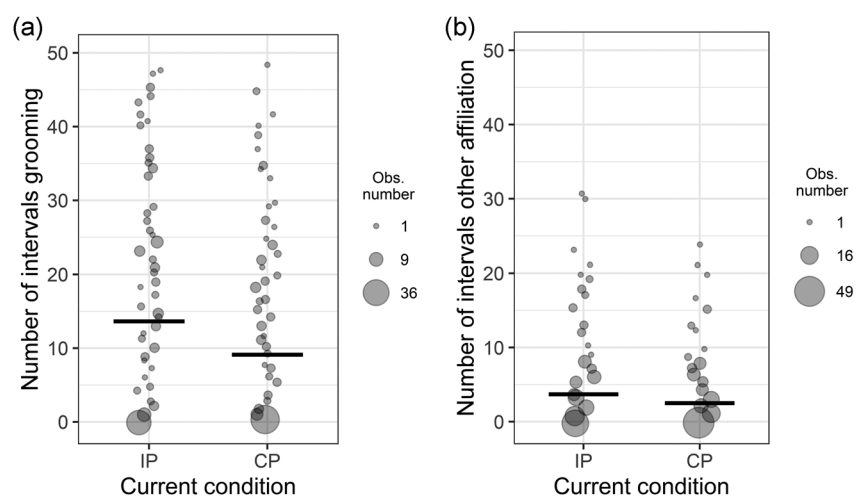 (a)
Number of intervals grooming
50
40
30
20
10
0
IP
CP
Current condition
Obs.
number
1
9
36
(b)
Number of intervals other affiliation
50
40
30
20
10
0
IP
CP
Current condition
Obs.
number
1
16
49